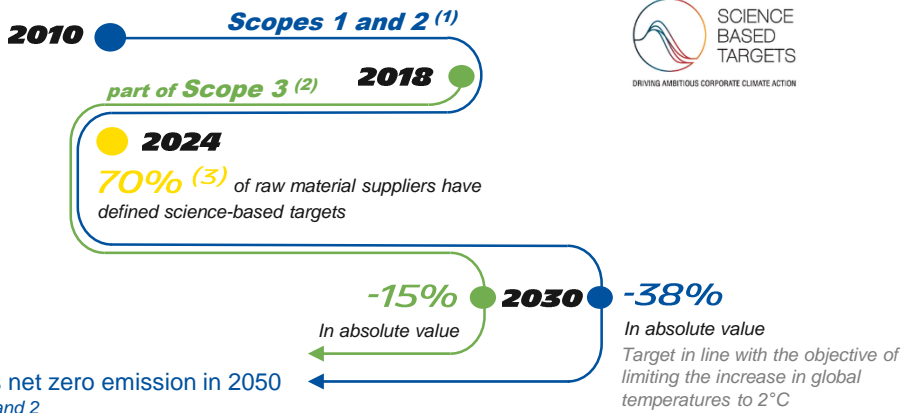 Scopes 1 and 2 (1)
2010
SCIENCE
BASED
TARGETS
DRIVING AMBITIOUS CORPORATE CLIMATE ACTION
part of Scope 3 (2)
2018
2024
70% (3) of raw material suppliers have
defined science-based targets
-15%
2030
-38%
In absolute value
In absolute value
Target in line with the objective of
limiting the increase in global
temperatures to 2°C
net zero emission in 2050
and 2